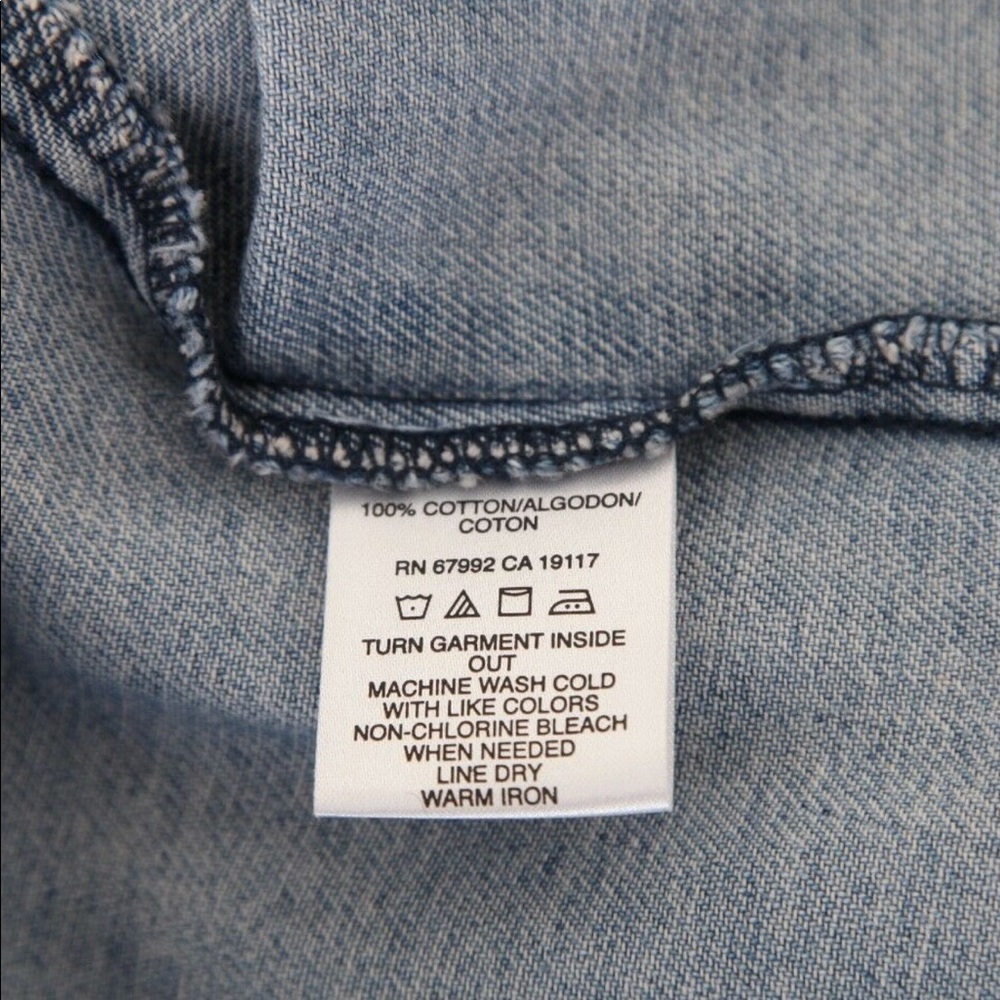 100% COTTON/ALGODON/
COTON
RN 67992 CA 19117
TURN GARMENT INSIDE
OUT
MACHINE WASH COLD
WITH LIKE COLORS
NON-CHLORINE BLEACH
WHEN NEEDED
LINE DRY
WARM IRON